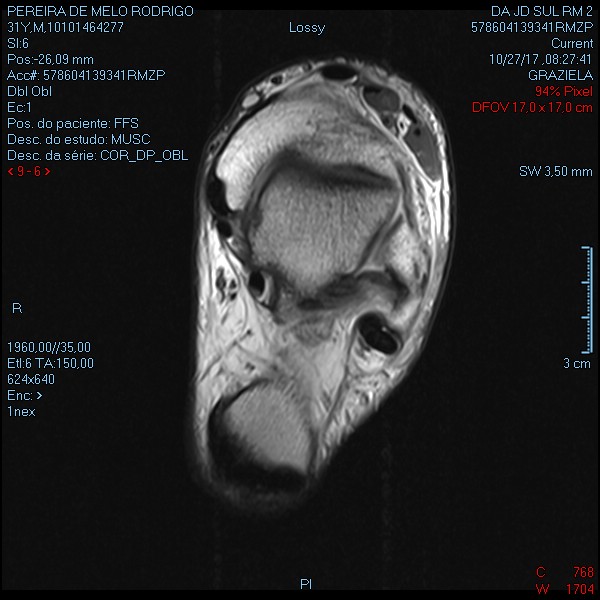 PEREIRA DE MELO RODRIGO
31Y,M,10101464277
Sl:6
Pos:-26,09 mm
Acc#: 578604139341RMZP
Dbl Obl
Ec:1
Pos. do paciente: FFS
Desc. do estudo: MUSC
Desc. da série: COR_DP_OBL
< 9 - 6 >
Lossy
DA JD SUL RM 2
578604139341RMZP
Current
10/27/17 ,08:27:41
GRAZIELA
94% Pixel
DFOV 17,0 x 17,0 cm
SW 3,50 mm
R
1960,00//35,00
Etl:6 TA:150,00
624x640
Enc: >
1nex
3 cm
PI
C 768
W 1704